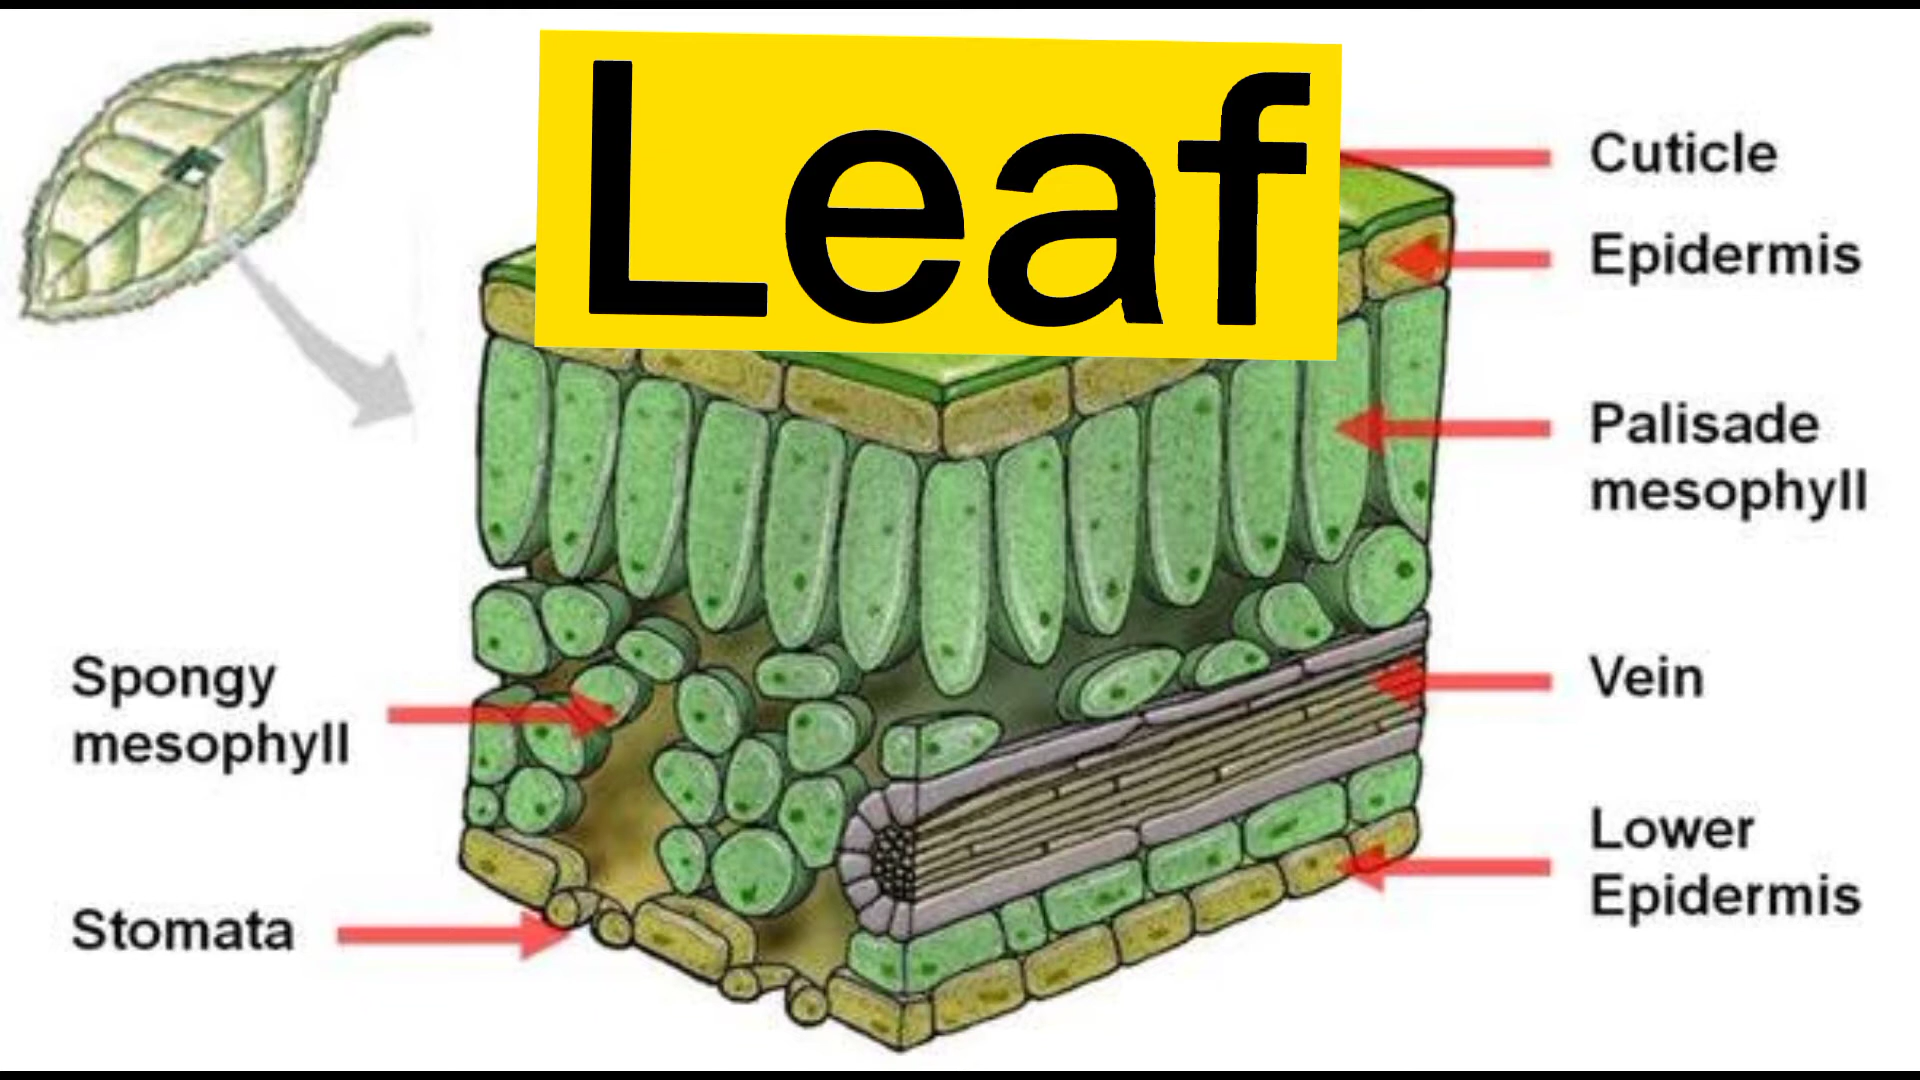 Leaf
Cuticle
Epidermis
Palisade
mesophyll
Spongy
mesophyll
Vein
Lower
Epidermis
Stomata